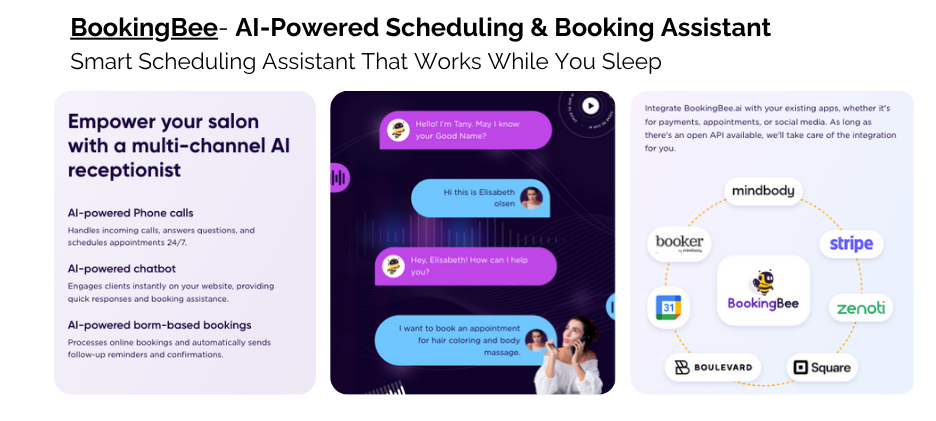 BookingBee- AI-Powered Scheduling & Booking Assistant
Smart Scheduling Assistant That Works While You Sleep
Empower your salon
with a multi-channel AI
receptionist
AI-powered Phone calls
Handles incoming calls, answers questions, and
schedules appointments 24/7.
AI-powered chatbot
Engages clients instantly on your website, providing
quick responses and booking assistance.
AI-powered borm-based bookings
Processes online bookings and automatically sends
follow-up reminders and confirmations.
Hello! I'm Tany. May I know
your Good Name?
Hi this is Elisabeth
olsen
Hey, Elisabeth! How can I help
you?
I want to book an appointment
for hair coloring and body
massage.
Integrate BookingBee.ai with your existing apps, whether it's
for payments, appointments, or social media. As long as
there's an open API available, we'll take care of the integration
for you.
mindbody
booker
by mindbody
stripe
31
BookingBee
zenoti
BOULEVARD
Square